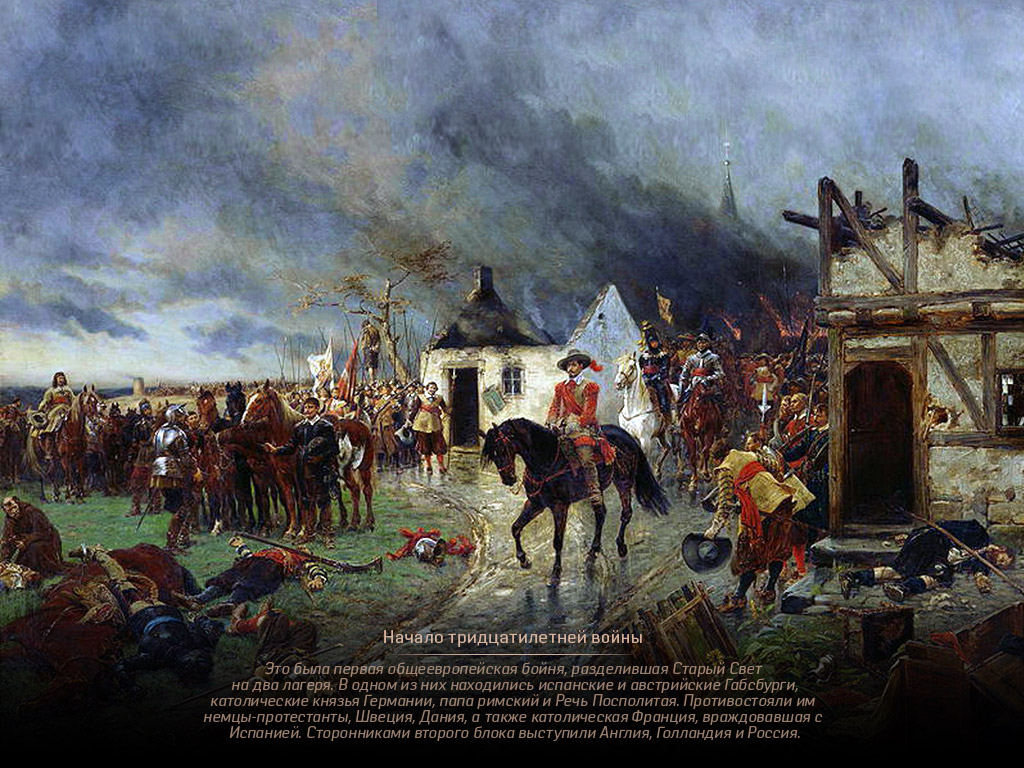 Начало тридцатилетней войны
Это была первая общеевропейская бойня, разделившая Старый Свет
на два лагеря. В одном из них находились испанские и австрийские Габсбурги,
католические князья Германии, папа римский и Речь Посполитая. Противостояли им
немцы-протестанты, Швеция, Дания, а также католическая Франция, враждовавшая с
Испанией. Сторонниками второго блока выступили Англия, Голландия и Россия.